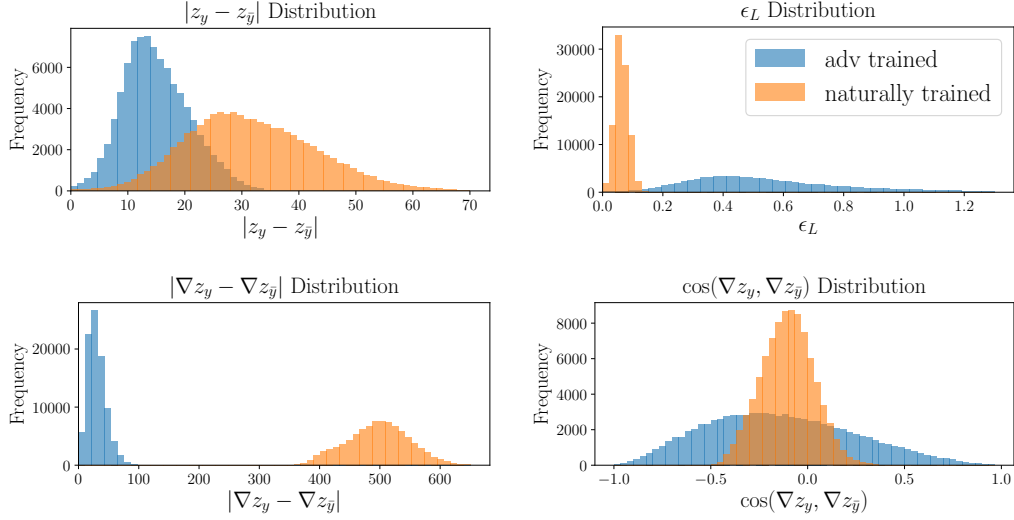 |z_y − z_ȳ| Distribution
Frequency
6000
4000
2000
0
0 10 20 30 40 50 60 70
|z_y − z_ȳ|
ϵ_L Distribution
Frequency
30000
20000
10000
0
adv trained
naturally trained
0.0 0.2 0.4 0.6 0.8 1.0 1.2
ϵ_L
|∇z_y − ∇z_ȳ| Distribution
Frequency
20000
10000
0
0 100 200 300 400 500 600
|∇z_y − ∇z_ȳ|
cos(∇z_y, ∇z_ȳ) Distribution
Frequency
8000
6000
4000
2000
0
−1.0 −0.5 0.0 0.5 1.0
cos(∇z_y, ∇z_ȳ)